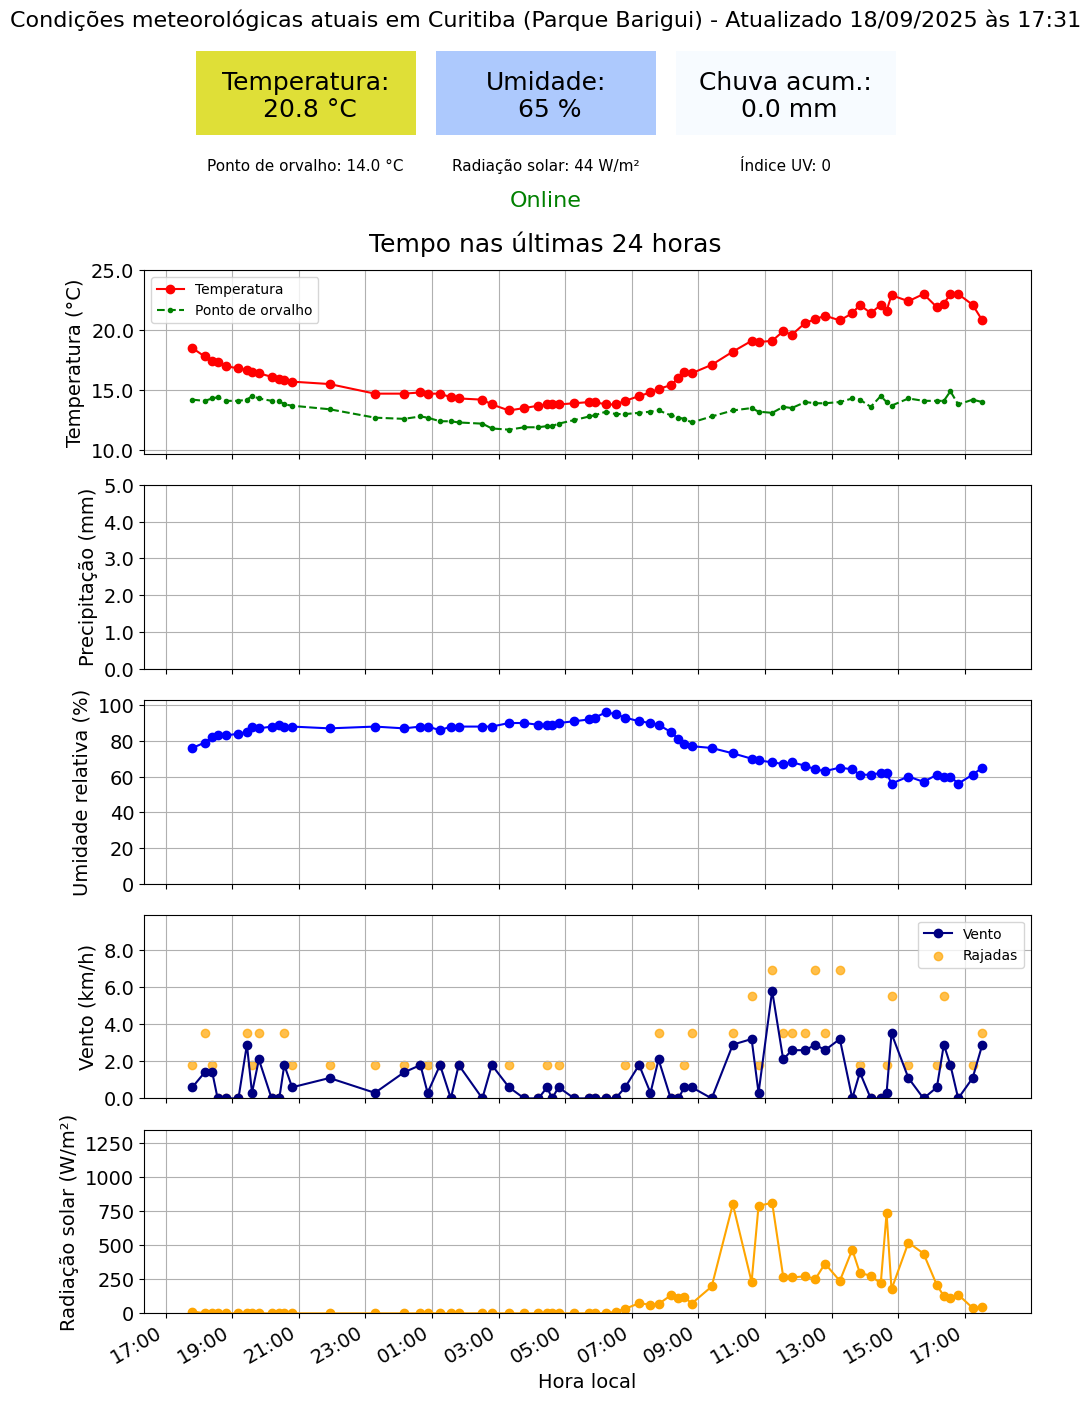 Condições meteorológicas atuais em Curitiba (Parque Barigui) - Atualizado 18/09/2025 às 17:31
Temperatura:
20.8 °C
Umidade:
65 %
Chuva acum.:
0.0 mm
Ponto de orvalho: 14.0 °C
Radiação solar: 44 W/m²
Índice UV: 0
Online
Tempo nas últimas 24 horas
Temperatura (°C)
25.0
20.0
15.0
10.0
Temperatura
Ponto de orvalho
Precipitação (mm)
5.0
4.0
3.0
2.0
1.0
0.0
Umidade relativa (%)
100
80
60
40
20
0
Vento (km/h)
8.0
6.0
4.0
2.0
0.0
Vento
Rajadas
Radiação solar (W/m²)
1250
1000
750
500
250
0
17:00
19:00
21:00
23:00
01:00
03:00
05:00
07:00
09:00
11:00
13:00
15:00
17:00
Hora local